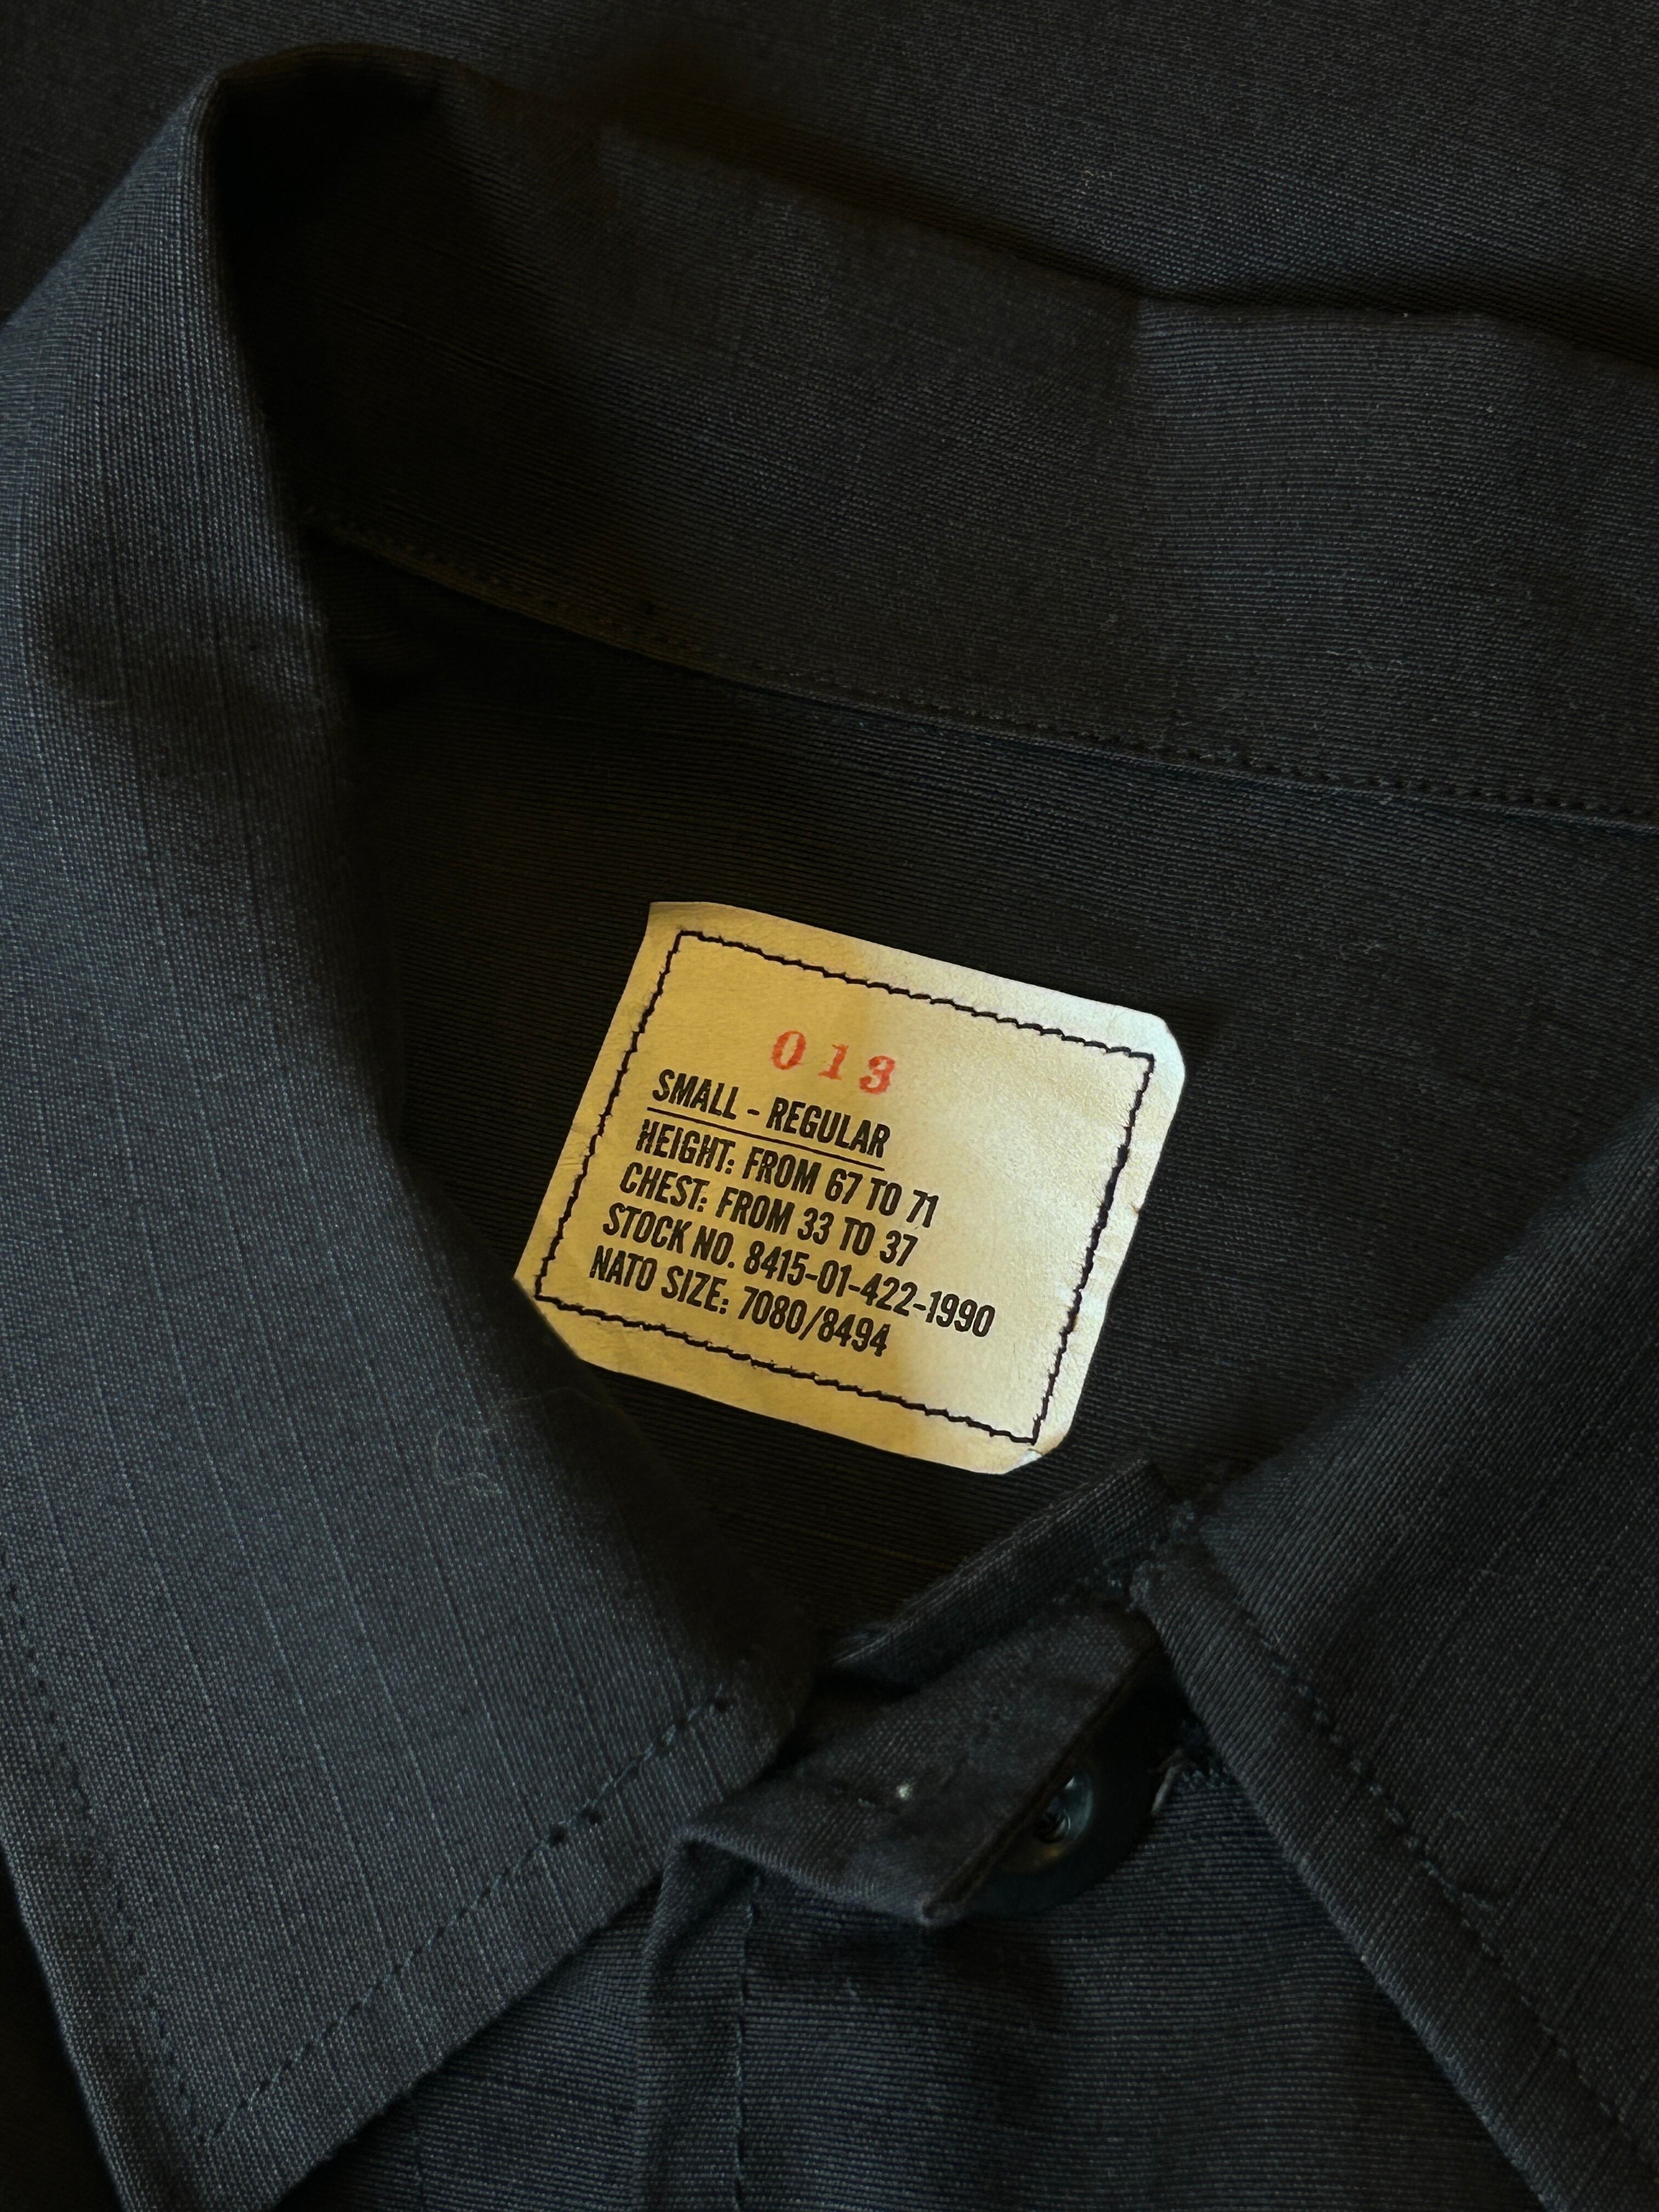 013
SMALL - REGULAR
HEIGHT: FROM 67 TO 71
CHEST: FROM 33 TO 37
STOCK NO. 8415-01-422-1990
NATO SIZE: 7080/8494